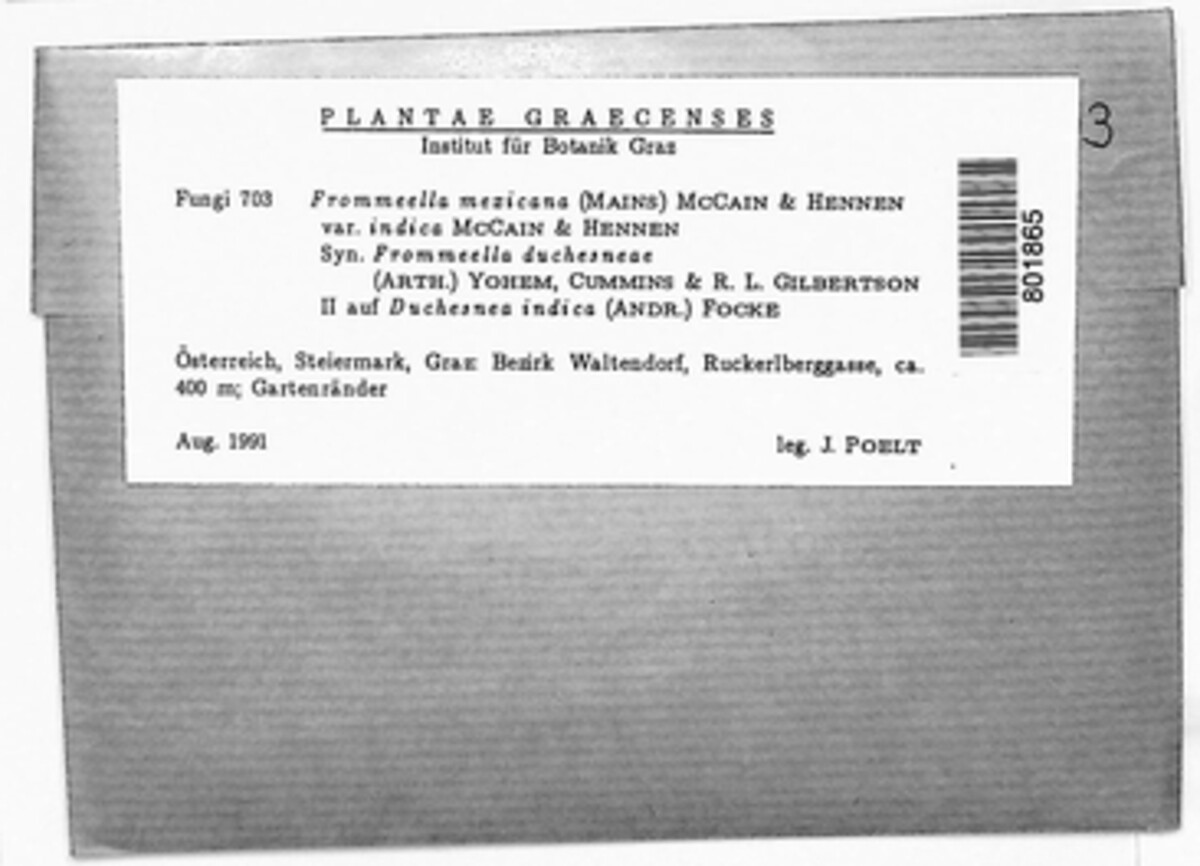 PLANTAE GRAECENSES
Institut für Botanik Graz
Fungi 703 Frommeella mexicana (MAINS) MCCAIN & HENNEN
var. indica MCCAIN & HENNEN
Syn. Frommeella duchesneae
(ARTH.) YOHEM, CUMMINS & R. L. GILBERTSON
II auf Duchesnea indica (ANDR.) FOCKE
Österreich, Steiermark, Graz Bezirk Waltendorf, Ruckerlberggasse, ca.
400 m; Gartenränder
Aug. 1991 leg. J. POELT
801865
3